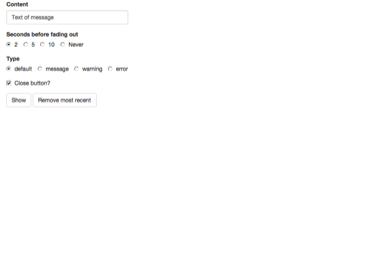 Content
Text of message
Seconds before fading out
2 5 10 Never
Type
default message warning error
Close button?
Show Remove most recent